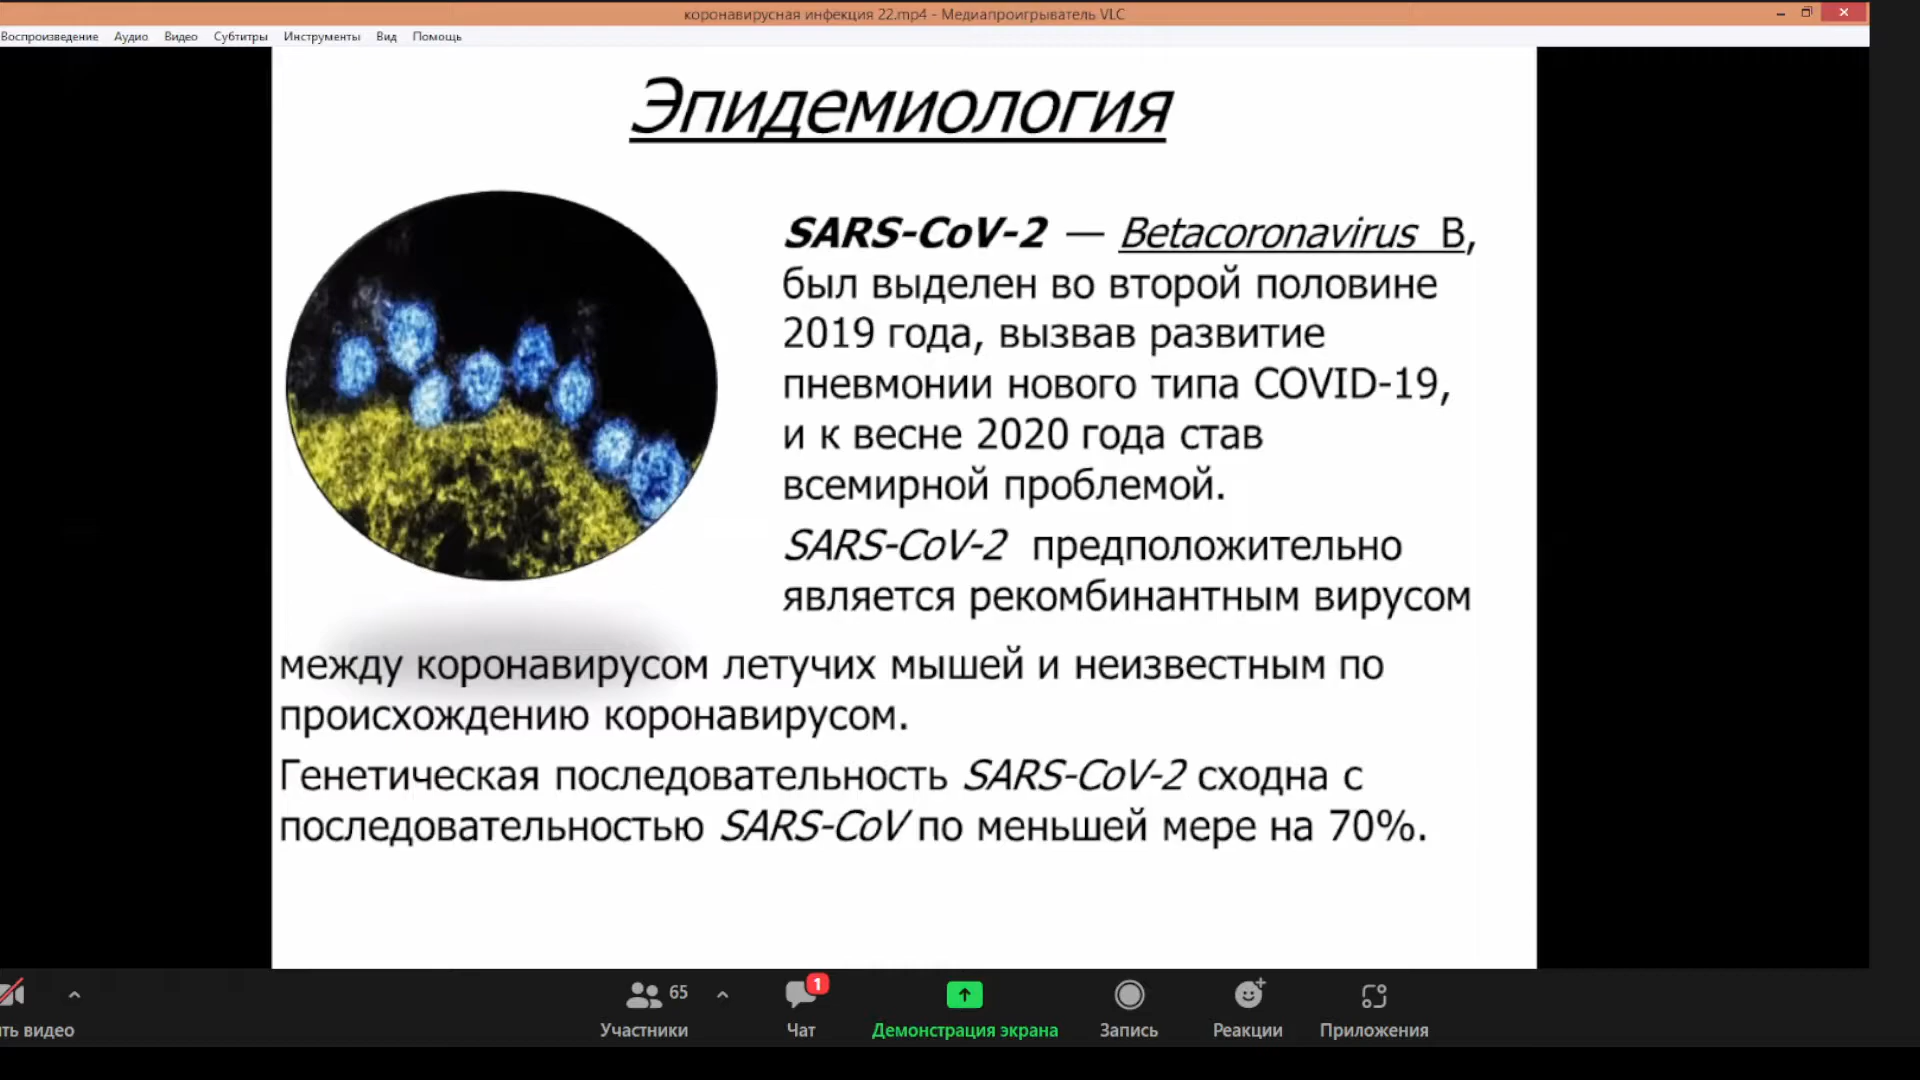 коронавирусная инфекция 22.mp4 - Медиапроигрыватель VLC
Воспроизведение Аудио Видео Субтитры Инструменты Вид Помощь
Эпидемиология
SARS-CoV-2 — Betacoronavirus B,
был выделен во второй половине
2019 года, вызвав развитие
пневмонии нового типа COVID-19,
и к весне 2020 года став
всемирной проблемой.
SARS-CoV-2 предположительно
является рекомбинантным вирусом
между коронавирусом летучих мышей и неизвестным по
происхождению коронавирусом.
Генетическая последовательность SARS-CoV-2 сходна с
последовательностью SARS-CoV по меньшей мере на 70%.
65
1
ть видео Участники Чат Демонстрация экрана Запись Реакции Приложения